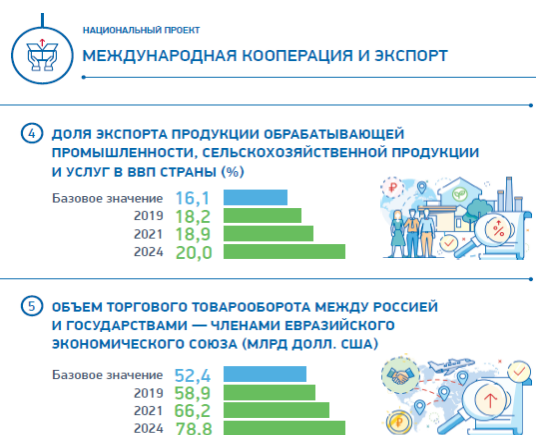 НАЦИОНАЛЬНЫЙ ПРОЕКТ
МЕЖДУНАРОДНАЯ КООПЕРАЦИЯ И ЭКСПОРТ
4 ДОЛЯ ЭКСПОРТА ПРОДУКЦИИ ОБРАБАТЫВАЮЩЕЙ
ПРОМЫШЛЕННОСТИ, СЕЛЬСКОХОЗЯЙСТВЕННОЙ ПРОДУКЦИИ
И УСЛУГ В ВВП СТРАНЫ (%)
Базовое значение 16,1
2019 18,2
2021 18,9
2024 20,0
₽
%
5 ОБЪЕМ ТОРГОВОГО ТОВАРООБОРОТА МЕЖДУ РОССИЕЙ
И ГОСУДАРСТВАМИ — ЧЛЕНАМИ ЕВРАЗИЙСКОГО
ЭКОНОМИЧЕСКОГО СОЮЗА (МЛРД ДОЛЛ. США)
Базовое значение 52,4
2019 58,9
2021 66,2
2024 78,8
₽